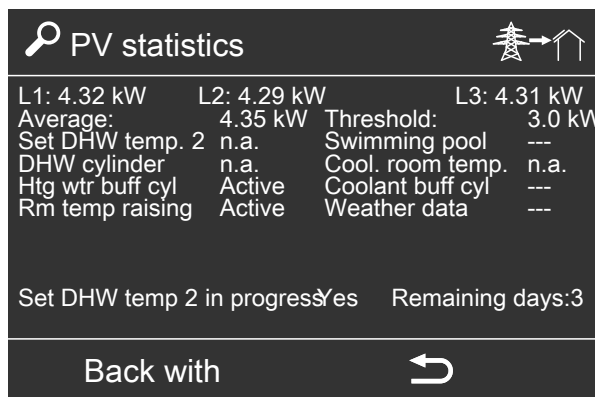 PV statistics
L1: 4.32 kW L2: 4.29 kW L3: 4.31 kW
Average: 4.35 kW Threshold: 3.0 kW
Set DHW temp. 2 n.a. Swimming pool ---
DHW cylinder n.a. Cool. room temp. n.a.
Htg wtr buff cyl Active Coolant buff cyl ---
Rm temp raising Active Weather data ---
Set DHW temp 2 in progress Yes Remaining days:3
Back with